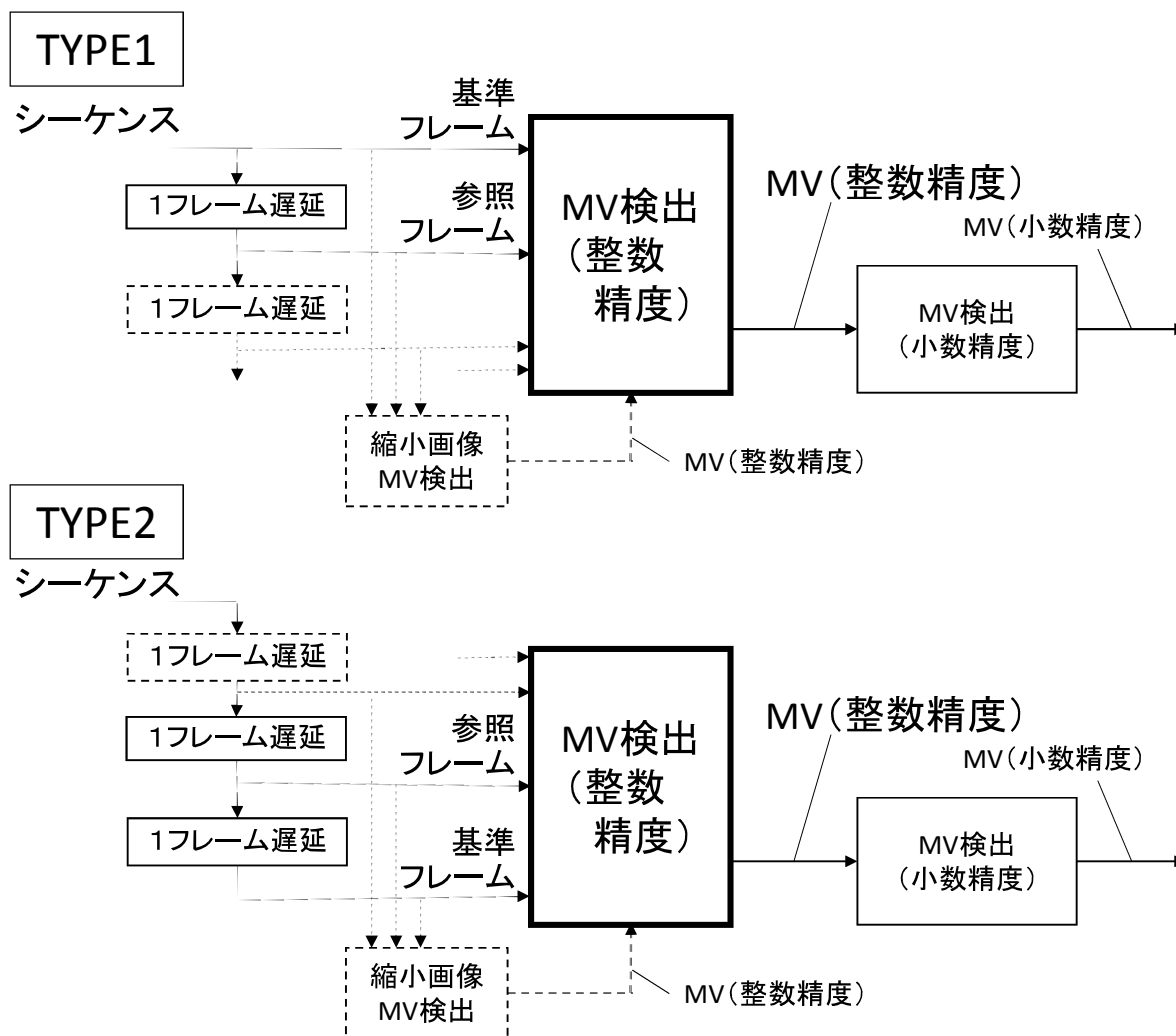 TYPE1
シーケンス
基準
フレーム
1フレーム遅延
参照
フレーム
1フレーム遅延
MV検出
(整数
精度)
MV(整数精度)
MV(小数精度)
MV検出
(小数精度)
縮小画像
MV検出
MV(整数精度)
TYPE2
シーケンス
1フレーム遅延
1フレーム遅延
参照
フレーム
1フレーム遅延
基準
フレーム
MV検出
(整数
精度)
MV(整数精度)
MV(小数精度)
MV検出
(小数精度)
縮小画像
MV検出
MV(整数精度)